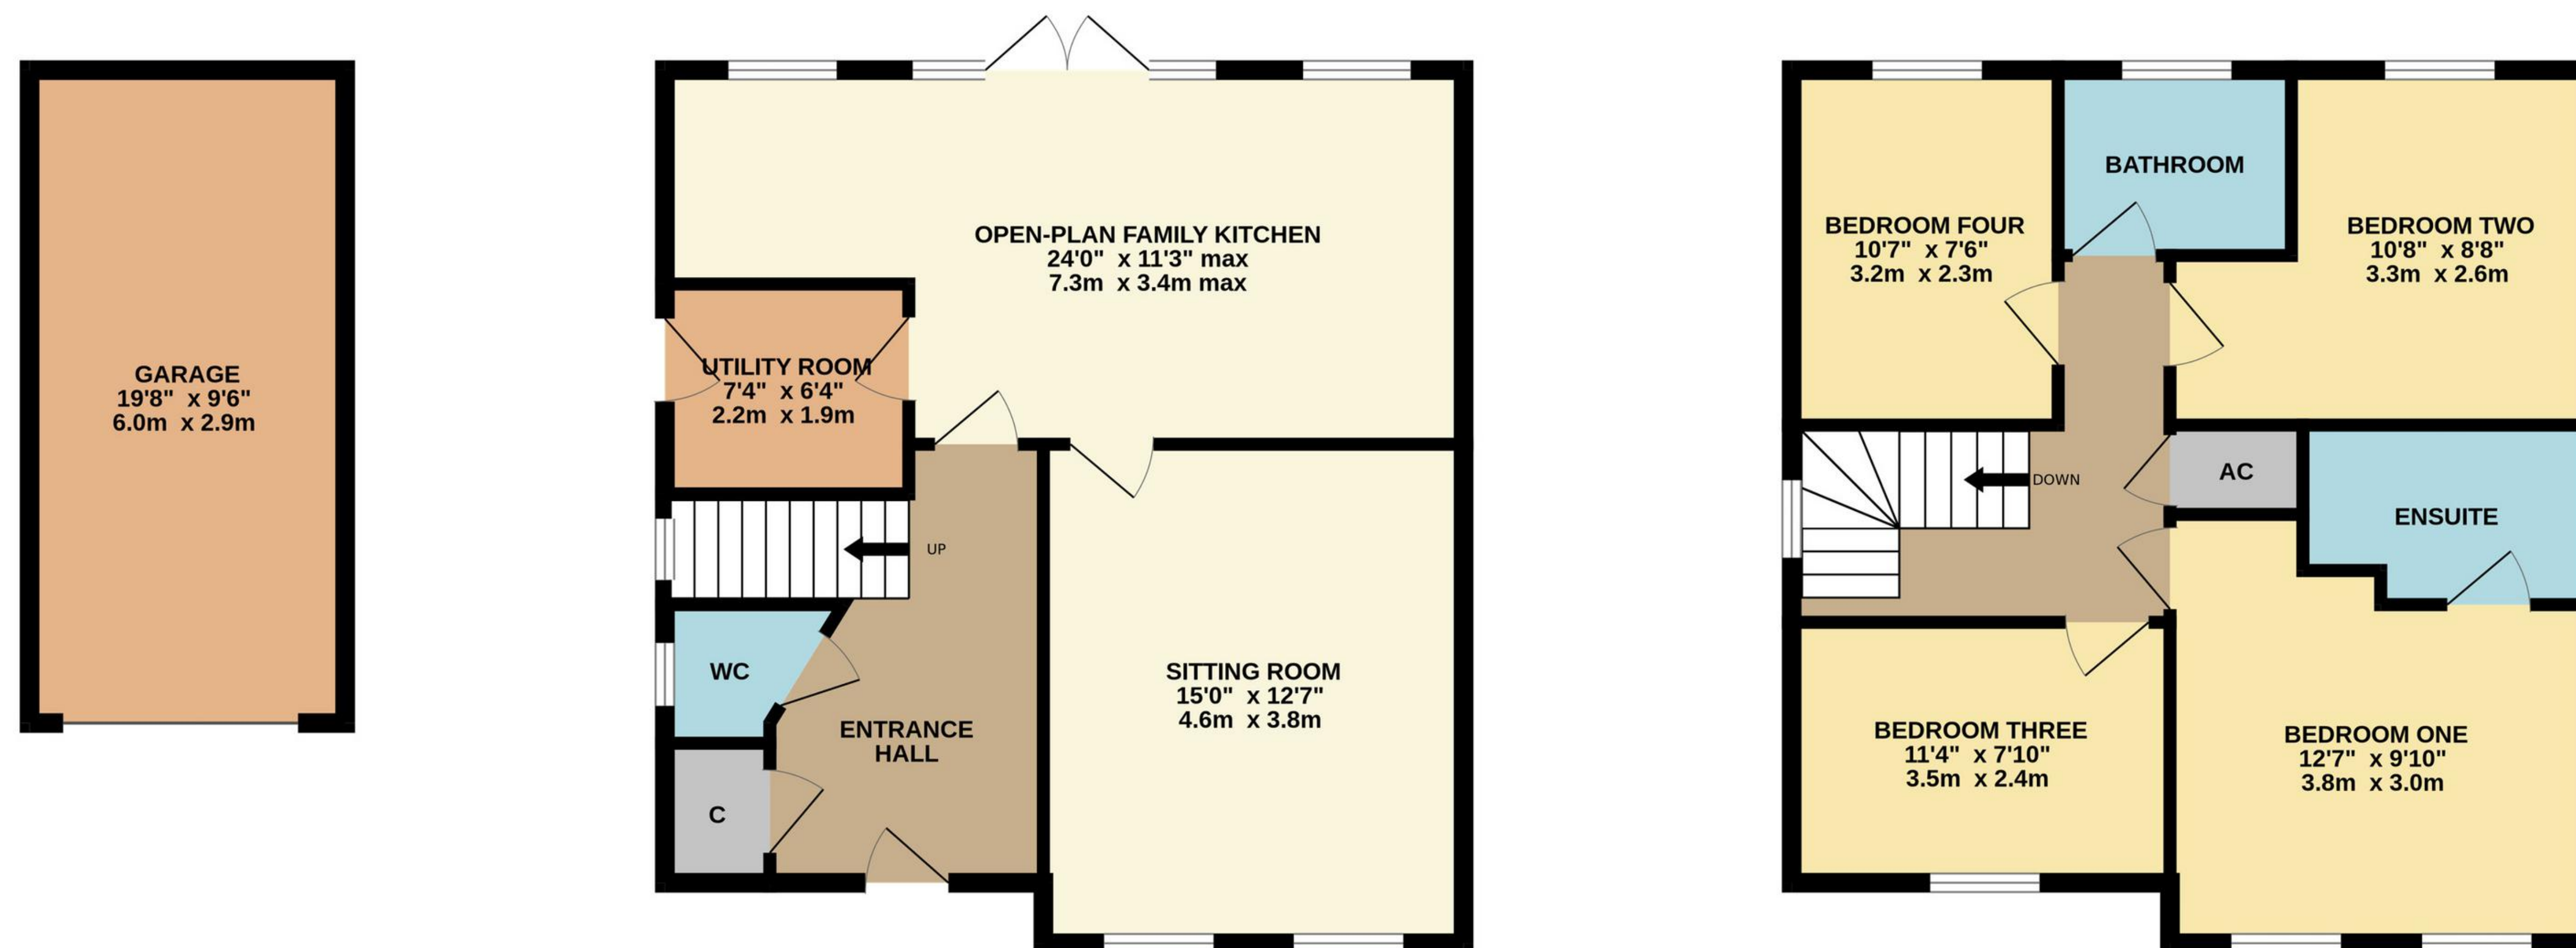 GARAGE
19'8" x 9'6"
6.0m x 2.9m
OPEN-PLAN FAMILY KITCHEN
24'0" x 11'3" max
7.3m x 3.4m max
UTILITY ROOM
7'4" x 6'4"
2.2m x 1.9m
UP
WC
C
ENTRANCE
HALL
SITTING ROOM
15'0" x 12'7"
4.6m x 3.8m
BEDROOM FOUR
10'7" x 7'6"
3.2m x 2.3m
BATHROOM
BEDROOM TWO
10'8" x 8'8"
3.3m x 2.6m
DOWN
AC
ENSUITE
BEDROOM THREE
11'4" x 7'10"
3.5m x 2.4m
BEDROOM ONE
12'7" x 9'10"
3.8m x 3.0m